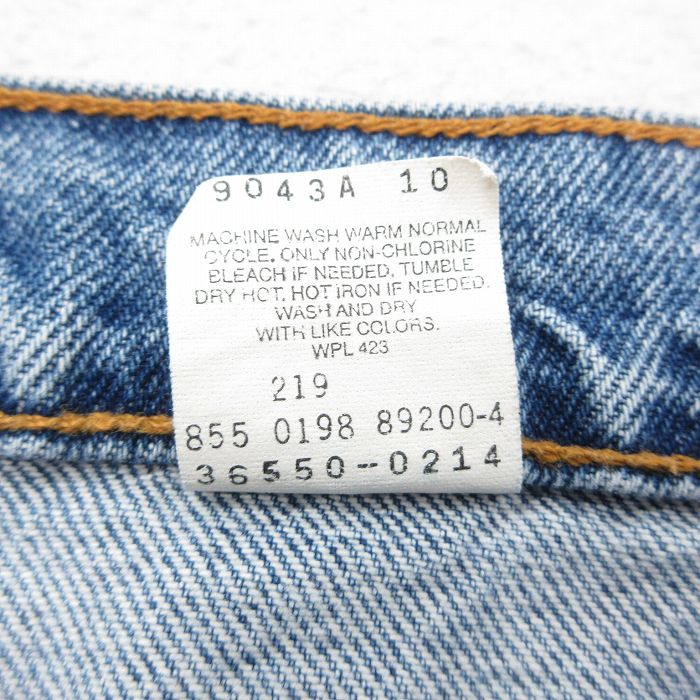 9043A 10
MACHINE WASH WARM NORMAL
CYCLE. ONLY NON-CHLORINE
BLEACH IF NEEDED. TUMBLE
DRY HOT. HOT IRON IF NEEDED.
WASH AND DRY
WITH LIKE COLORS.
WPL 423
219
855 0198 89200-4
36550-0214